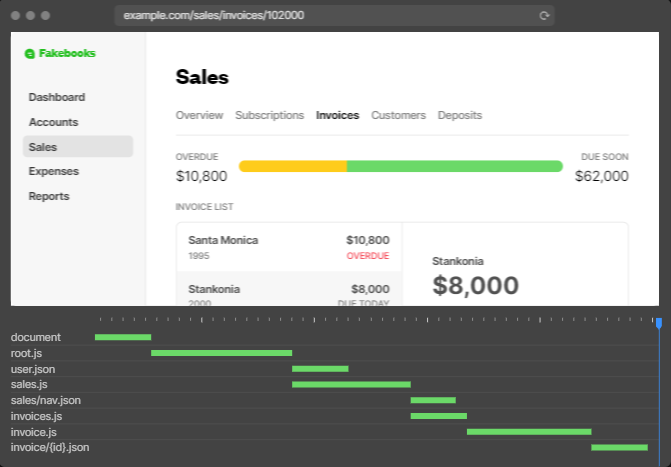 example.com/sales/invoices/102000
Fakebooks
Dashboard
Accounts
Sales
Expenses
Reports
Sales
Overview Subscriptions Invoices Customers Deposits
OVERDUE
$10,800
DUE SOON
$62,000
INVOICE LIST
Santa Monica $10,800
1995 OVERDUE
Stankonia $8,000
2000 DUE TODAY
Stankonia
$8,000
document
root.js
user.json
sales.js
sales/nav.json
invoices.js
invoice.js
invoice/{id}.json